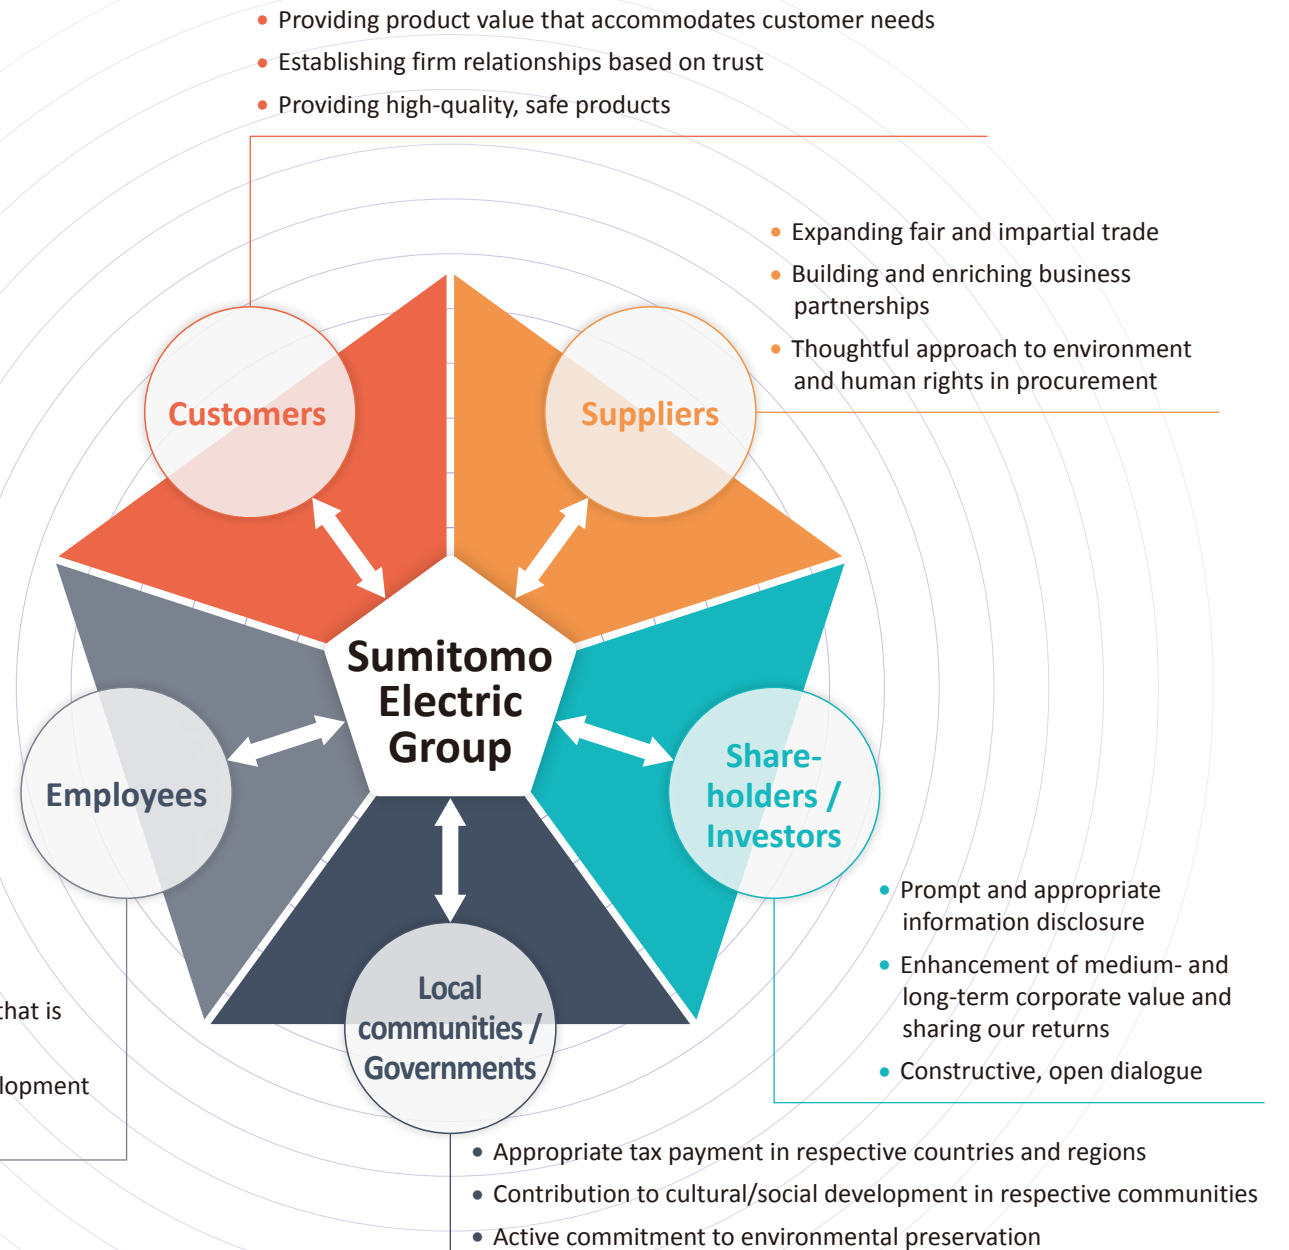 • Providing product value that accommodates customer needs
• Establishing firm relationships based on trust
• Providing high-quality, safe products
• Expanding fair and impartial trade
• Building and enriching business
partnerships
• Thoughtful approach to environment
and human rights in procurement
Customers
Suppliers
Sumitomo
Electric
Group
Employees
Share-
holders /
Investors
• Prompt and appropriate
information disclosure
• Enhancement of medium- and
long-term corporate value and
sharing our returns
• Constructive, open dialogue
Local
communities /
Governments
that is
• Appropriate tax payment in respective countries and regions
• Contribution to cultural/social development in respective communities
• Active commitment to environmental preservation